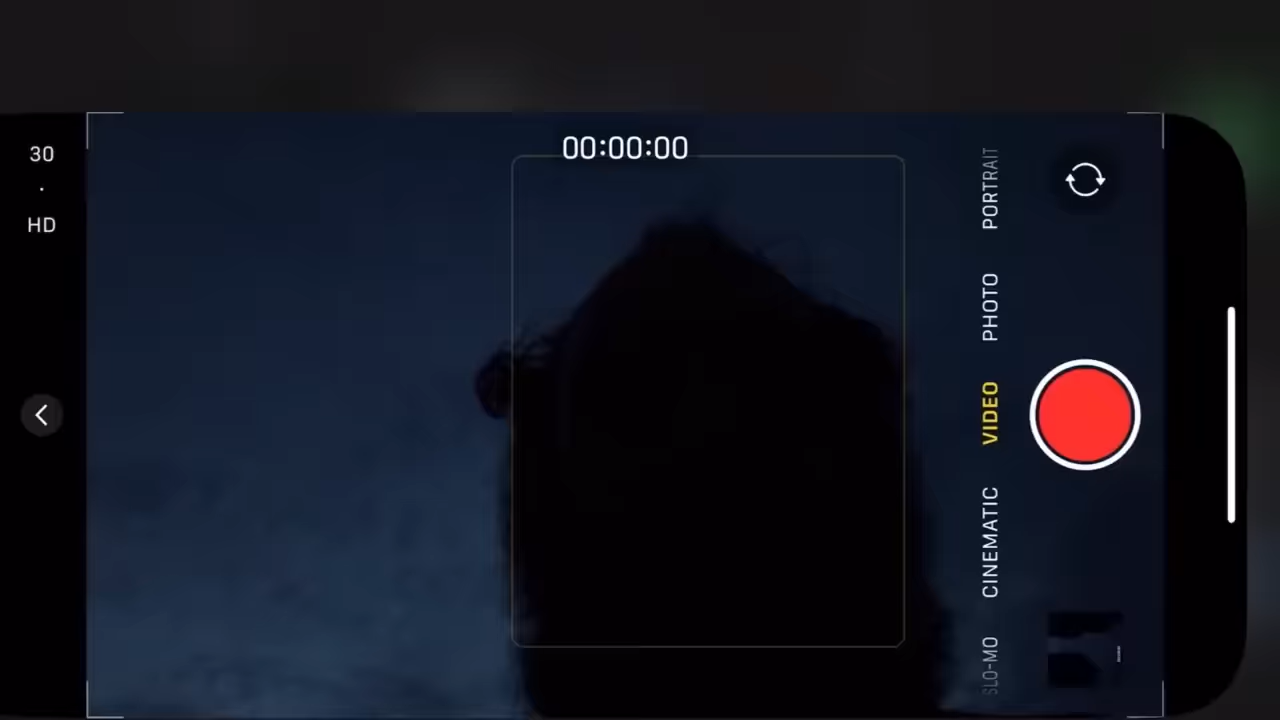 30
·
HD
00:00:00
PORTRAIT
PHOTO
VIDEO
CINEMATIC
SLO-MO